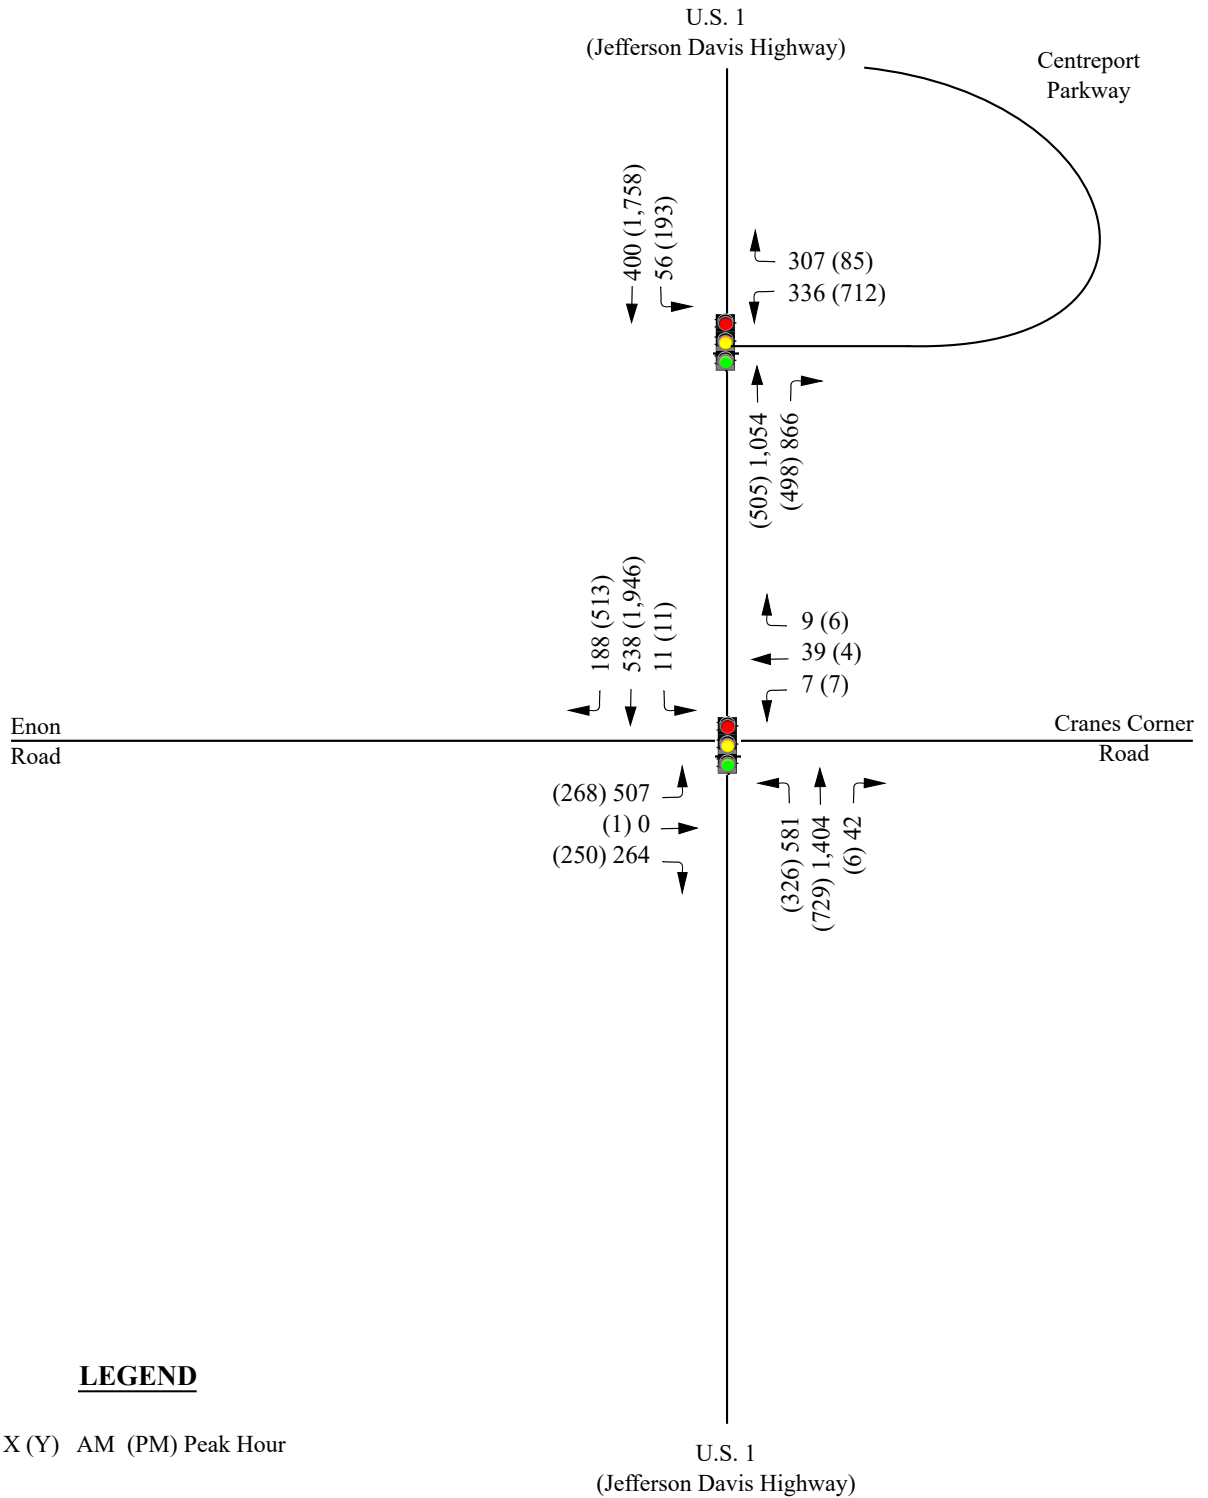 U.S. 1
(Jefferson Davis Highway)
Centreport
Parkway
400 (1,758)
56 (193)
307 (85)
336 (712)
(505) 1,054
(498) 866
188 (513)
538 (1,946)
11 (11)
9 (6)
39 (4)
7 (7)
Enon
Road
Cranes Corner
Road
(268) 507
(1) 0
(250) 264
(326) 581
(729) 1,404
(6) 42
LEGEND
X (Y) AM (PM) Peak Hour
U.S. 1
(Jefferson Davis Highway)